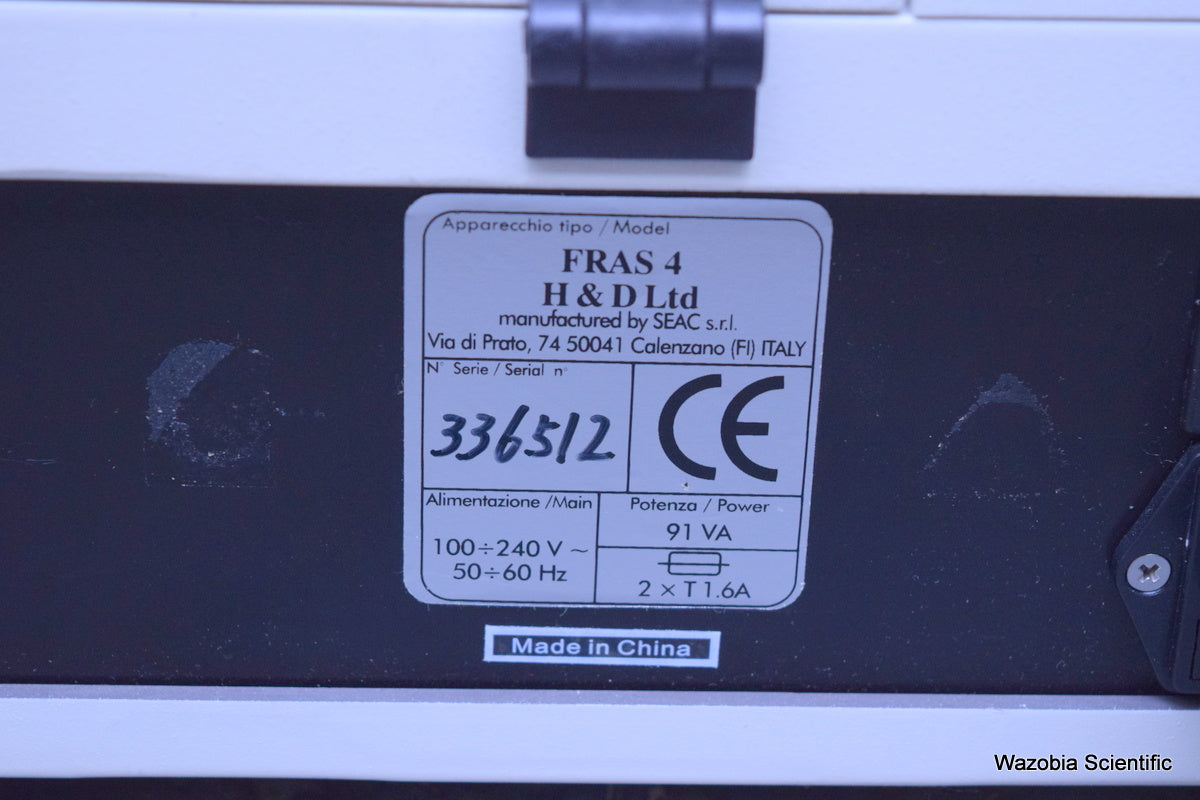 Apparecchio tipo / Model
FRAS 4
H & D Ltd
manufactured by SEAC s.r.l.
Via di Prato, 74 50041 Calenzano (FI) ITALY
N° Serie / Serial n°
336512
CE
Alimentazione /Main
100÷240 V ~
50÷60 Hz
Potenza / Power
91 VA
2 × T1.6A
Made in China
Wazobia Scientific